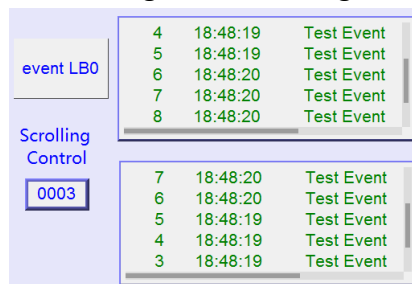 event LB0
Scrolling
Control
0003
4 18:48:19 Test Event
5 18:48:19 Test Event
6 18:48:20 Test Event
7 18:48:20 Test Event
8 18:48:20 Test Event
7 18:48:20 Test Event
6 18:48:20 Test Event
5 18:48:19 Test Event
4 18:48:19 Test Event
3 18:48:19 Test Event